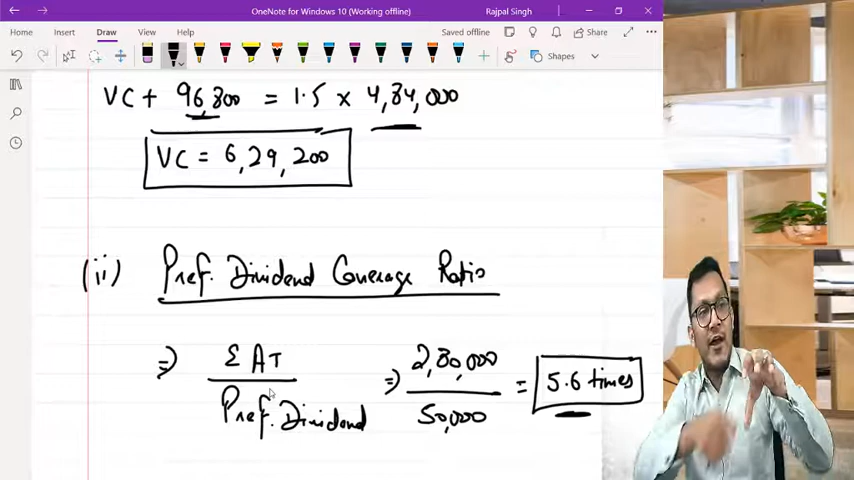 OneNote for Windows 10 (Working offline)
Rajpal Singh
Home Insert Draw View Help
Saved offline Share
Shapes
VC + 96,800 = 1.5 x 4,84,000
VC = 6,29,200
(ii) Pref. Dividend Coverage Ratio
⇒ EAT / Pref. Dividend ⇒ 2,80,000 / 50,000 = 5.6 times